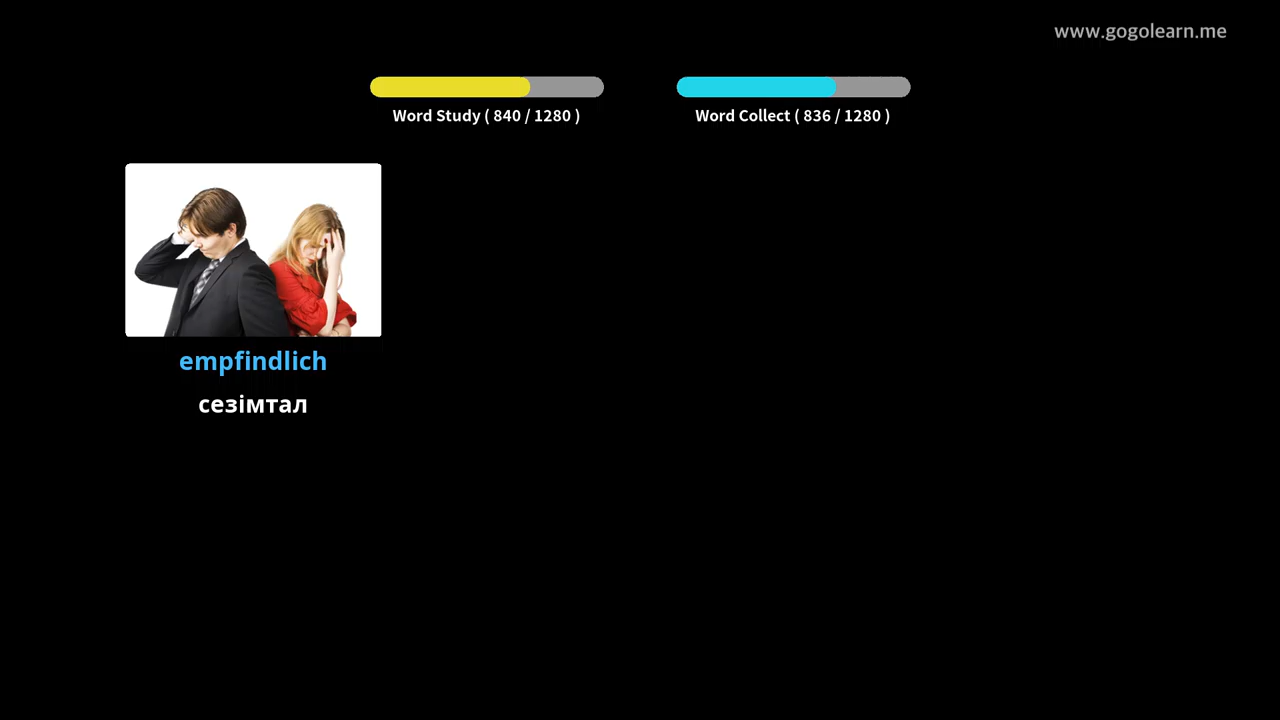 www.gogolearn.me
Word Study ( 840 / 1280 )
Word Collect ( 836 / 1280 )
empfindlich
сезімтал